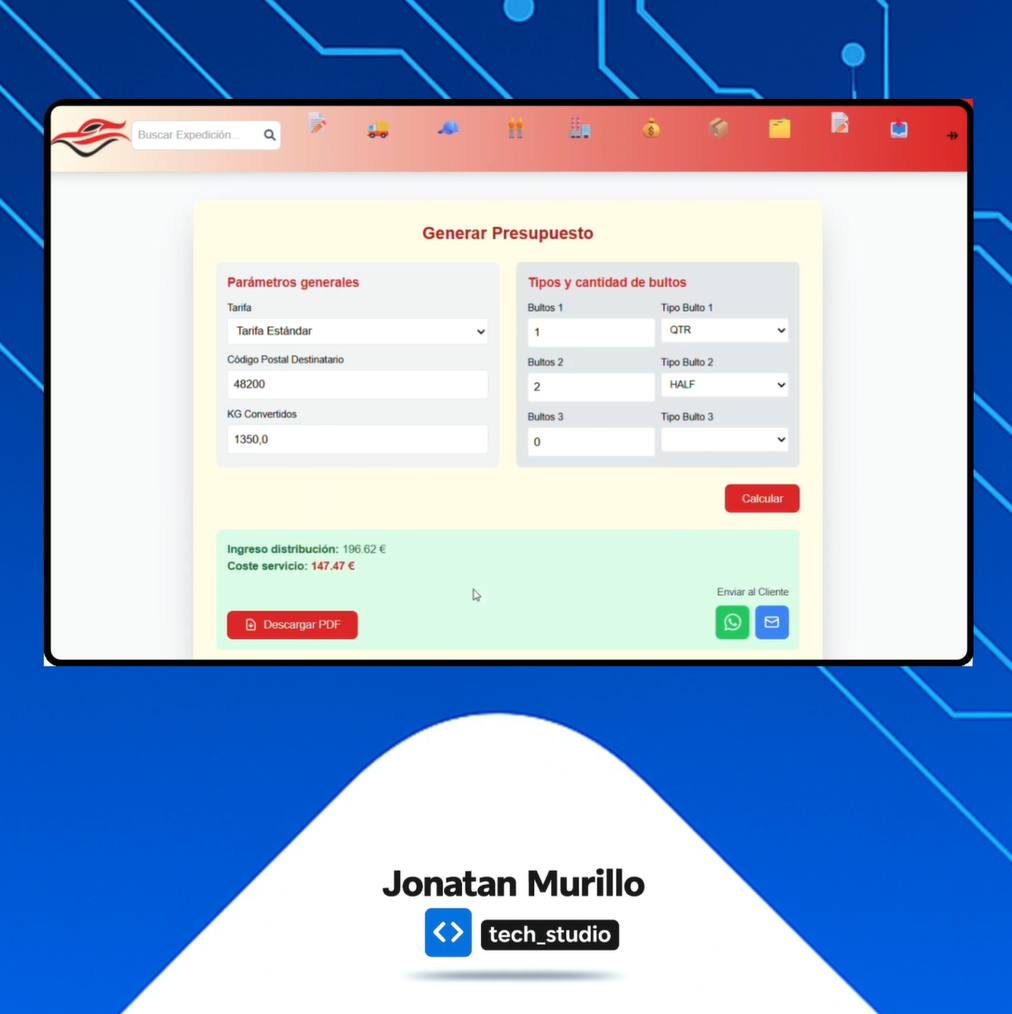 Buscar Expedición...
Generar Presupuesto
Parámetros generales
Tarifa
Tarifa Estándar
Código Postal Destinatario
48200
KG Convertidos
1350,0
Tipos y cantidad de bultos
Bultos 1 Tipo Bulto 1
1 QTR
Bultos 2 Tipo Bulto 2
2 HALF
Bultos 3 Tipo Bulto 3
0
Calcular
Ingreso distribución: 196.62 €
Coste servicio: 147.47 €
Enviar al Cliente
Descargar PDF
Jonatan Murillo
tech_studio